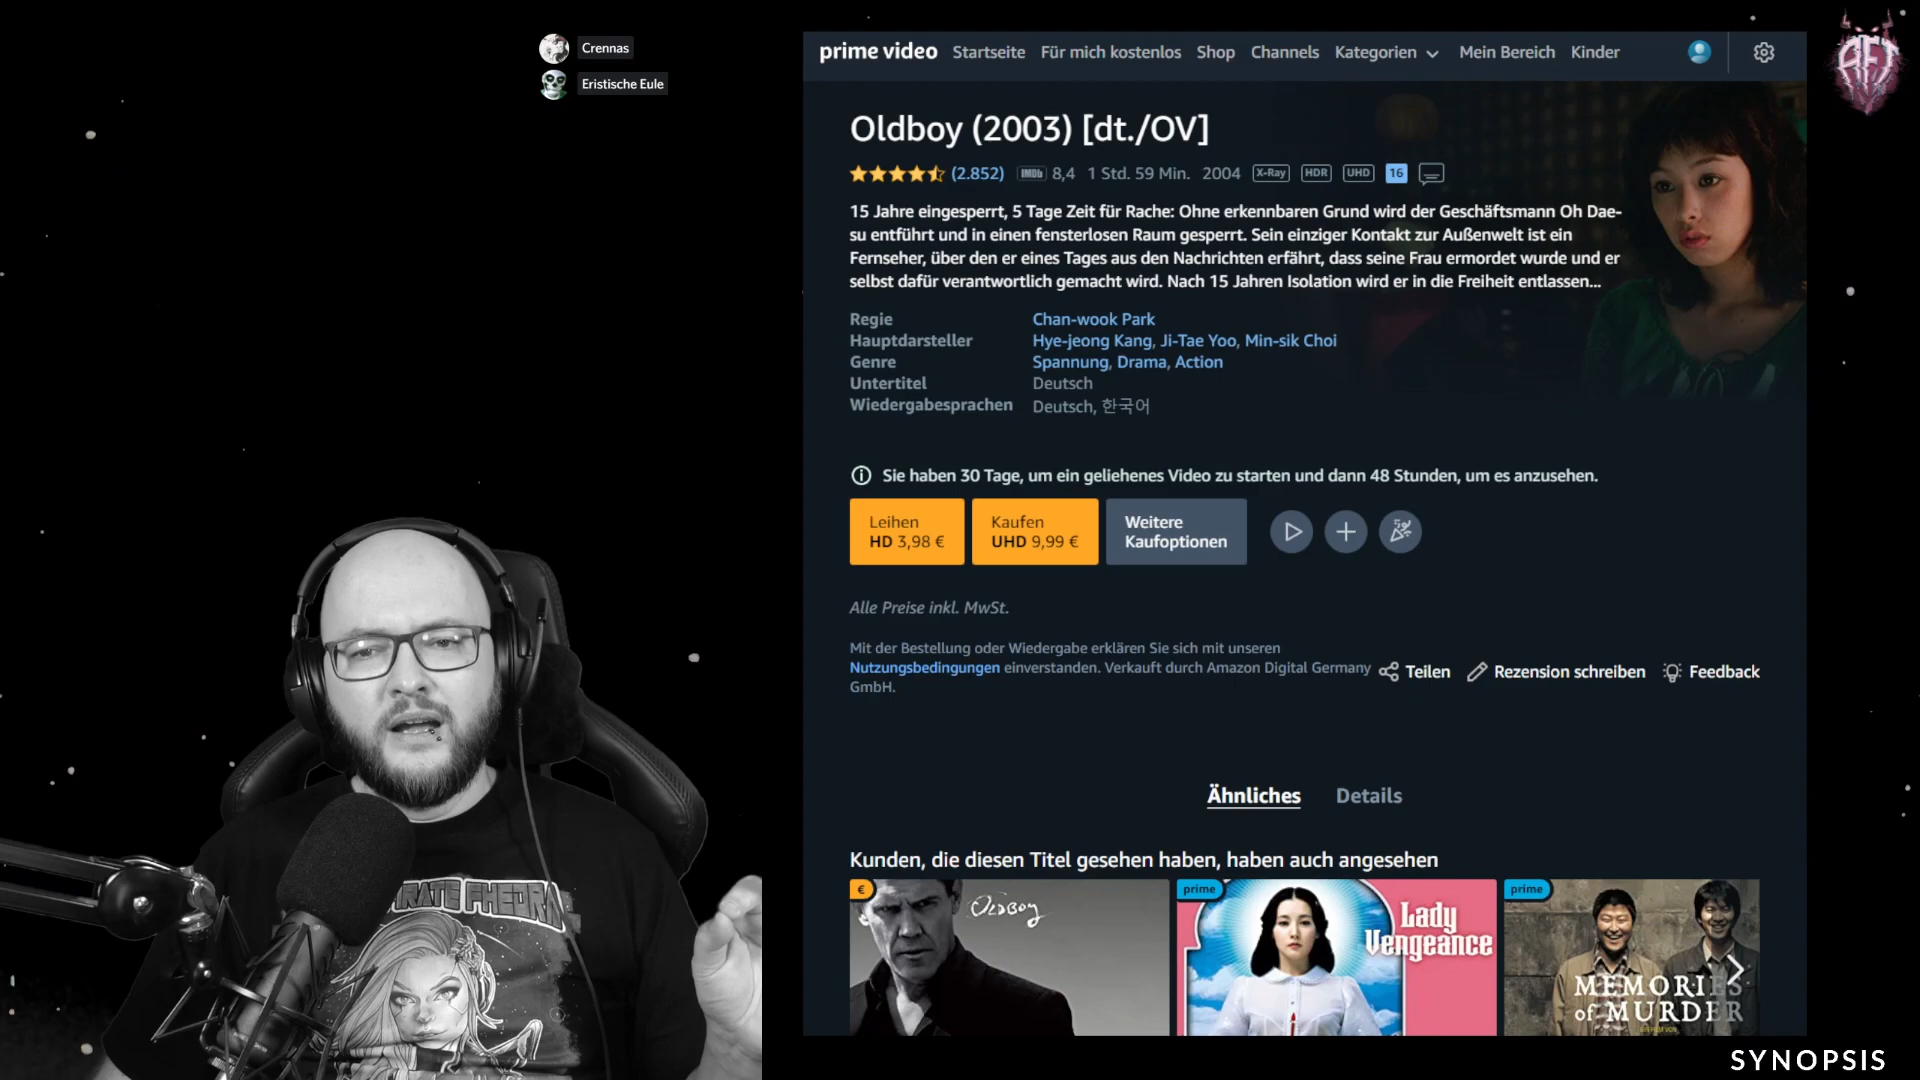 Crennas
Eristische Eule
prime video Startseite Für mich kostenlos Shop Channels Kategorien Mein Bereich Kinder
AFT
Oldboy (2003) [dt./OV]
(2.852) IMDb 8,4 1 Std. 59 Min. 2004 X-Ray HDR UHD 16
15 Jahre eingesperrt, 5 Tage Zeit für Rache: Ohne erkennbaren Grund wird der Geschäftsmann Oh Dae-
su entführt und in einen fensterlosen Raum gesperrt. Sein einziger Kontakt zur Außenwelt ist ein
Fernseher, über den er eines Tages aus den Nachrichten erfährt, dass seine Frau ermordet wurde und er
selbst dafür verantwortlich gemacht wird. Nach 15 Jahren Isolation wird er in die Freiheit entlassen...
Regie Chan-wook Park
Hauptdarsteller Hye-jeong Kang, Ji-Tae Yoo, Min-sik Choi
Genre Spannung, Drama, Action
Untertitel Deutsch
Wiedergabesprachen Deutsch, 한국어
Sie haben 30 Tage, um ein geliehenes Video zu starten und dann 48 Stunden, um es anzusehen.
Leihen
HD 3,98 €
Kaufen
UHD 9,99 €
Weitere
Kaufoptionen
Alle Preise inkl. MwSt.
Mit der Bestellung oder Wiedergabe erklären Sie sich mit unseren
Nutzungsbedingungen einverstanden. Verkauft durch Amazon Digital Germany
GmbH.
Teilen Rezension schreiben Feedback
Ähnliches Details
Kunden, die diesen Titel gesehen haben, haben auch angesehen
€
OLDBOY
prime
Lady
Vengeance
prime
MEMORIES
of MURDER
SYNOPSIS